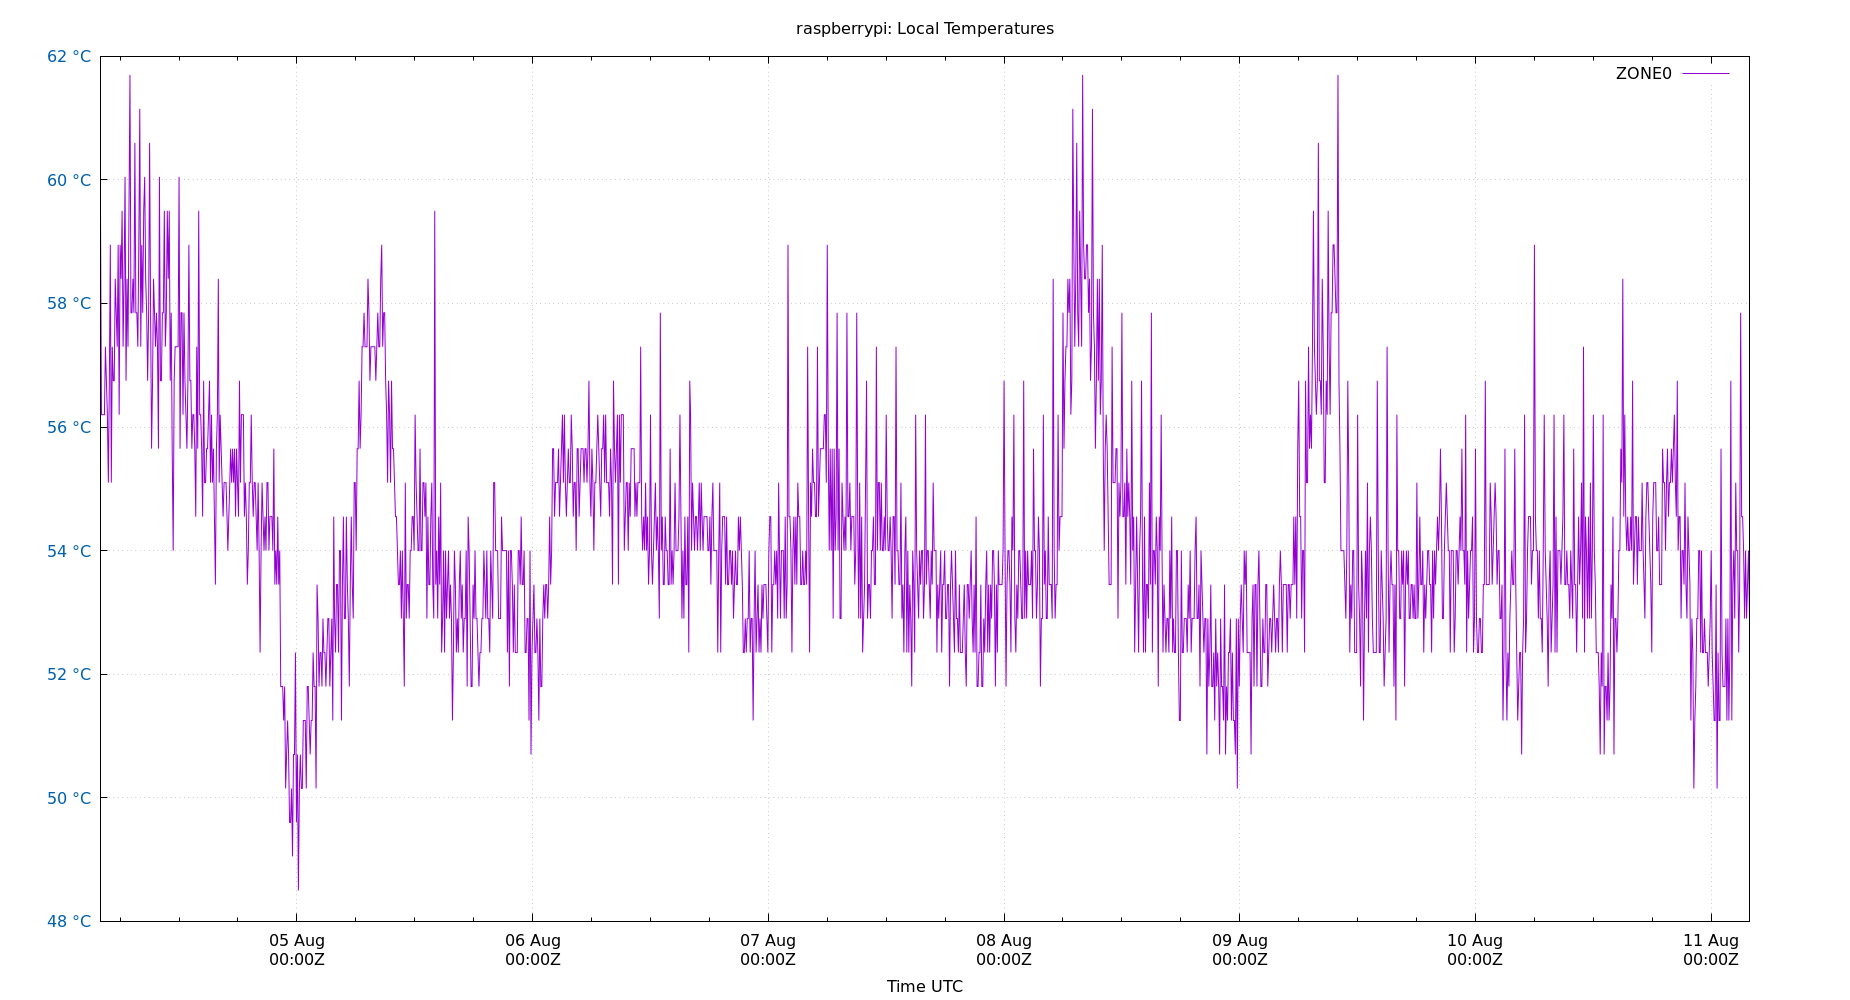 raspberrypi: Local Temperatures
ZONE0
62 °C
60 °C
58 °C
56 °C
54 °C
52 °C
50 °C
48 °C
05 Aug
00:00Z
06 Aug
00:00Z
07 Aug
00:00Z
08 Aug
00:00Z
09 Aug
00:00Z
10 Aug
00:00Z
11 Aug
00:00Z
Time UTC